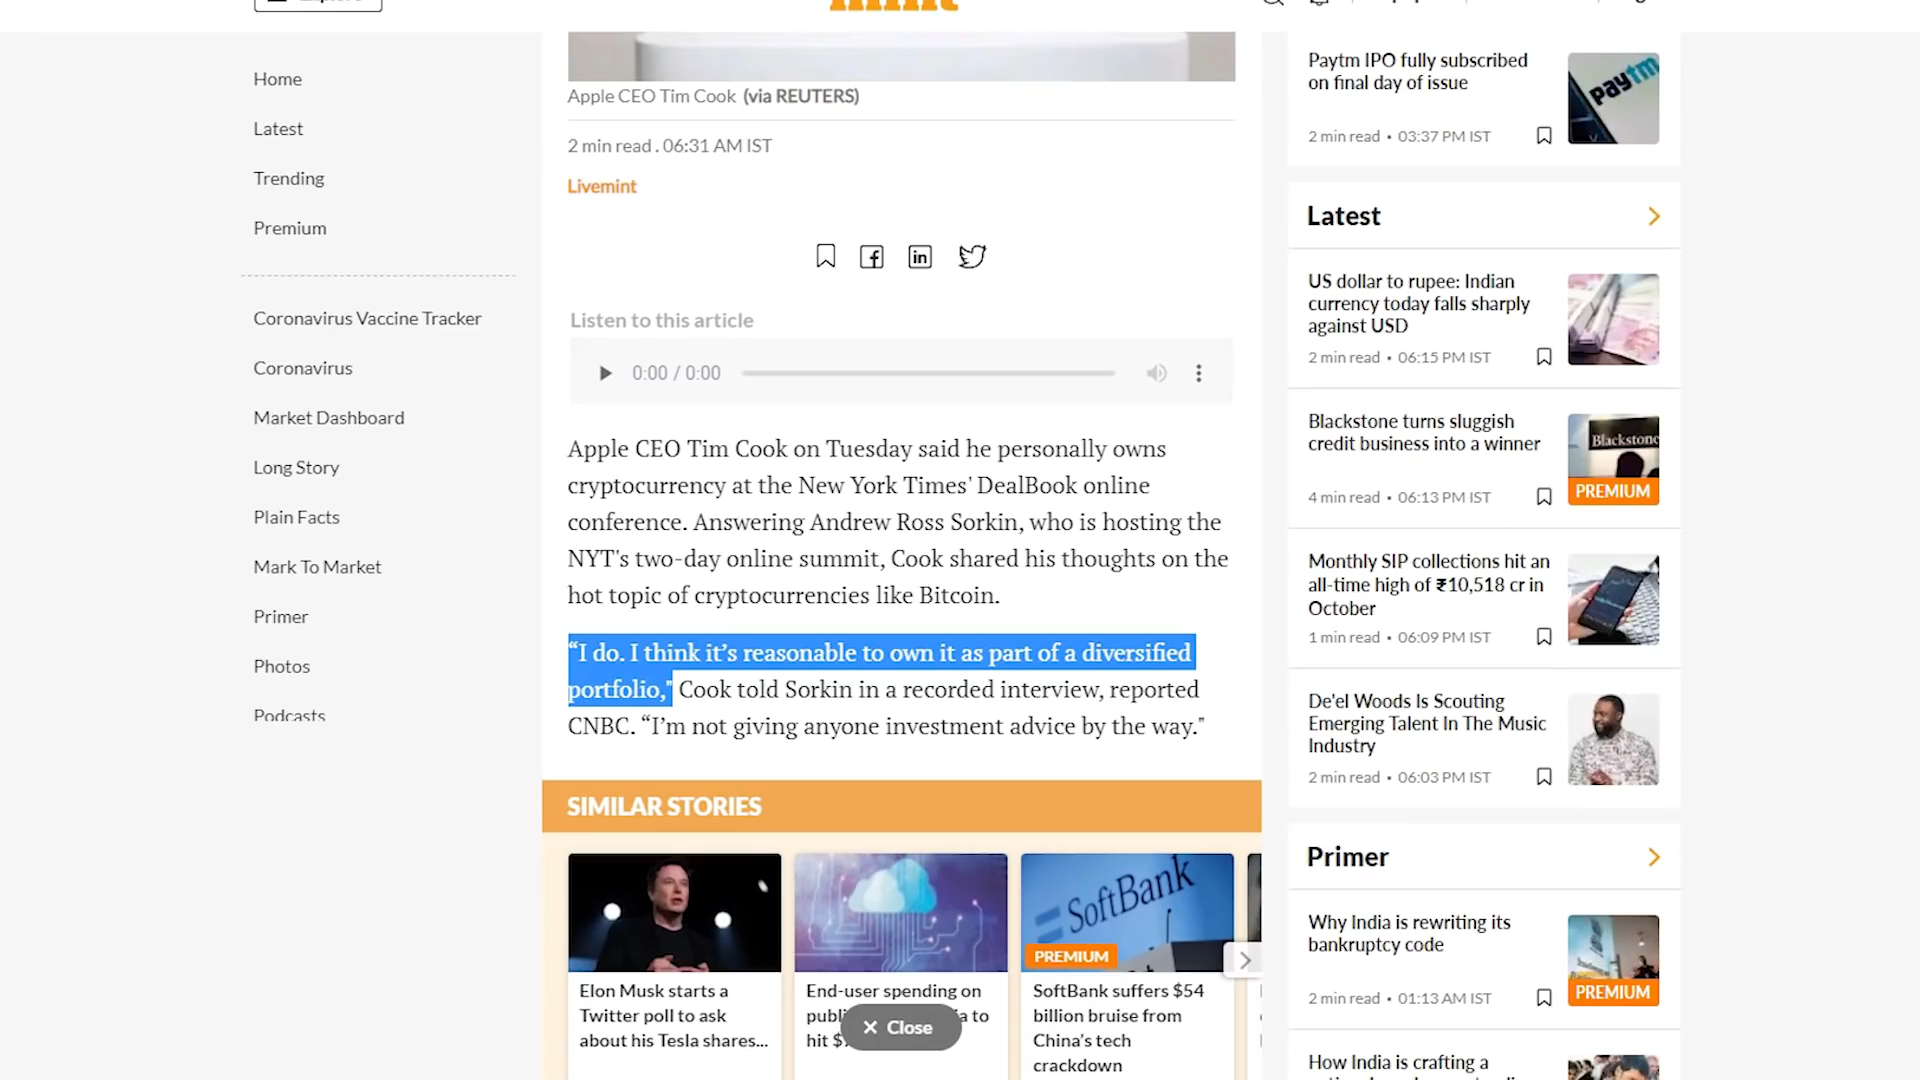 mint
Home
Latest
Trending
Premium
Coronavirus Vaccine Tracker
Coronavirus
Market Dashboard
Long Story
Plain Facts
Mark To Market
Primer
Photos
Podcasts
Apple CEO Tim Cook (via REUTERS)
2 min read . 06:31 AM IST
Livemint
Listen to this article
0:00 / 0:00
Apple CEO Tim Cook on Tuesday said he personally owns
cryptocurrency at the New York Times' DealBook online
conference. Answering Andrew Ross Sorkin, who is hosting the
NYT's two-day online summit, Cook shared his thoughts on the
hot topic of cryptocurrencies like Bitcoin.
“I do. I think it’s reasonable to own it as part of a diversified
portfolio," Cook told Sorkin in a recorded interview, reported
CNBC. “I’m not giving anyone investment advice by the way."
SIMILAR STORIES
Elon Musk starts a
Twitter poll to ask
about his Tesla shares...
End-user spending on
publ a to
hit $
SoftBank
PREMIUM
SoftBank suffers $54
billion bruise from
China’s tech
crackdown
× Close
Paytm IPO fully subscribed
on final day of issue
2 min read • 03:37 PM IST
paytm
Latest
US dollar to rupee: Indian
currency today falls sharply
against USD
2 min read • 06:15 PM IST
Blackstone turns sluggish
credit business into a winner
4 min read • 06:13 PM IST
Blackstone
PREMIUM
Monthly SIP collections hit an
all-time high of ₹10,518 cr in
October
1 min read • 06:09 PM IST
De'el Woods Is Scouting
Emerging Talent In The Music
Industry
2 min read • 06:03 PM IST
Primer
Why India is rewriting its
bankruptcy code
2 min read • 01:13 AM IST
PREMIUM
How India is crafting a